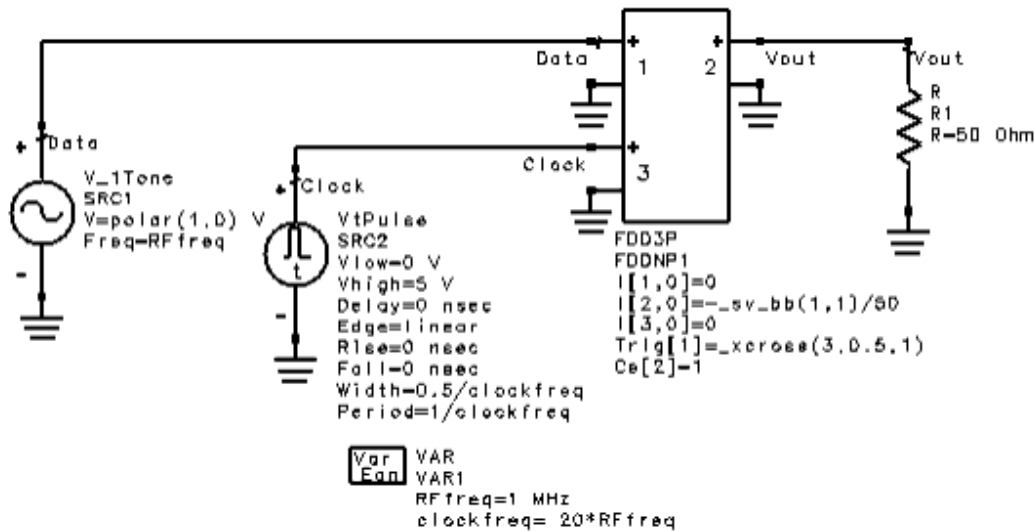 + + 
Data 1 2 Vout Vout
R
R1
R=50 Ohm
+ Data
+
Clock 3
V_1Tone
SRC1
V=polar(1,0) V
Freq=RFfreq
+ Clock
VtPulse
SRC2
Vlow=0 V
Vhigh=5 V
Delay=0 nsec
Edge=linear
Rise=0 nsec
Fall=0 nsec
Width=0.5/clockfreq
Period=1/clockfreq
t
-
-
FDD3P
FDDNP1
I[1,0]=0
I[2,0]=-_sv_bb(1,1)/50
I[3,0]=0
Trig[1]=_xcross(3,0.5,1)
Ce[2]=1
Var
Eqn
VAR
VAR1
RFfreq=1 MHz
clockfreq= 20*RFfreq